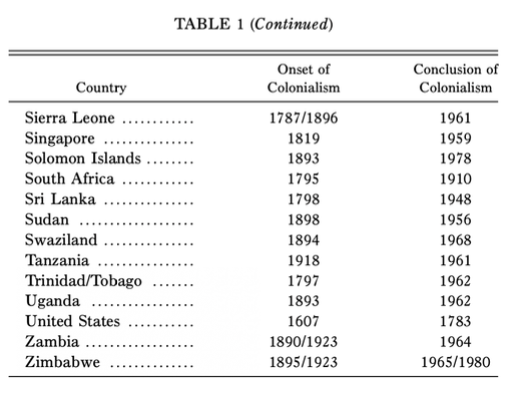 TABLE 1 (Continued)
Onset of Conclusion of
Country Colonialism Colonialism
Sierra Leone ............ 1787/1896 1961
Singapore ............... 1819 1959
Solomon Islands ........ 1893 1978
South Africa ............ 1795 1910
Sri Lanka ............... 1798 1948
Sudan .................. 1898 1956
Swaziland ............... 1894 1968
Tanzania ................ 1918 1961
Trinidad/Tobago ....... 1797 1962
Uganda ................. 1893 1962
United States ........... 1607 1783
Zambia .................. 1890/1923 1964
Zimbabwe .............. 1895/1923 1965/1980